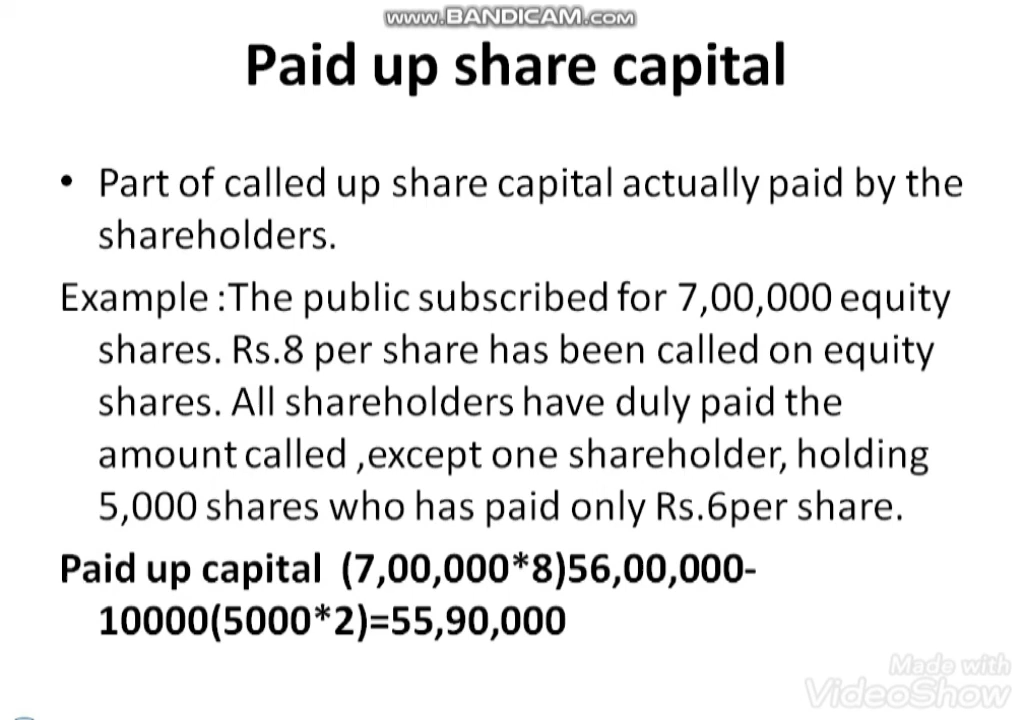 www.BANDICAM.com
Paid up share capital
• Part of called up share capital actually paid by the
shareholders.
Example :The public subscribed for 7,00,000 equity
shares. Rs.8 per share has been called on equity
shares. All shareholders have duly paid the
amount called ,except one shareholder, holding
5,000 shares who has paid only Rs.6per share.
Paid up capital (7,00,000*8)56,00,000-
10000(5000*2)=55,90,000
Made with
VideoShow